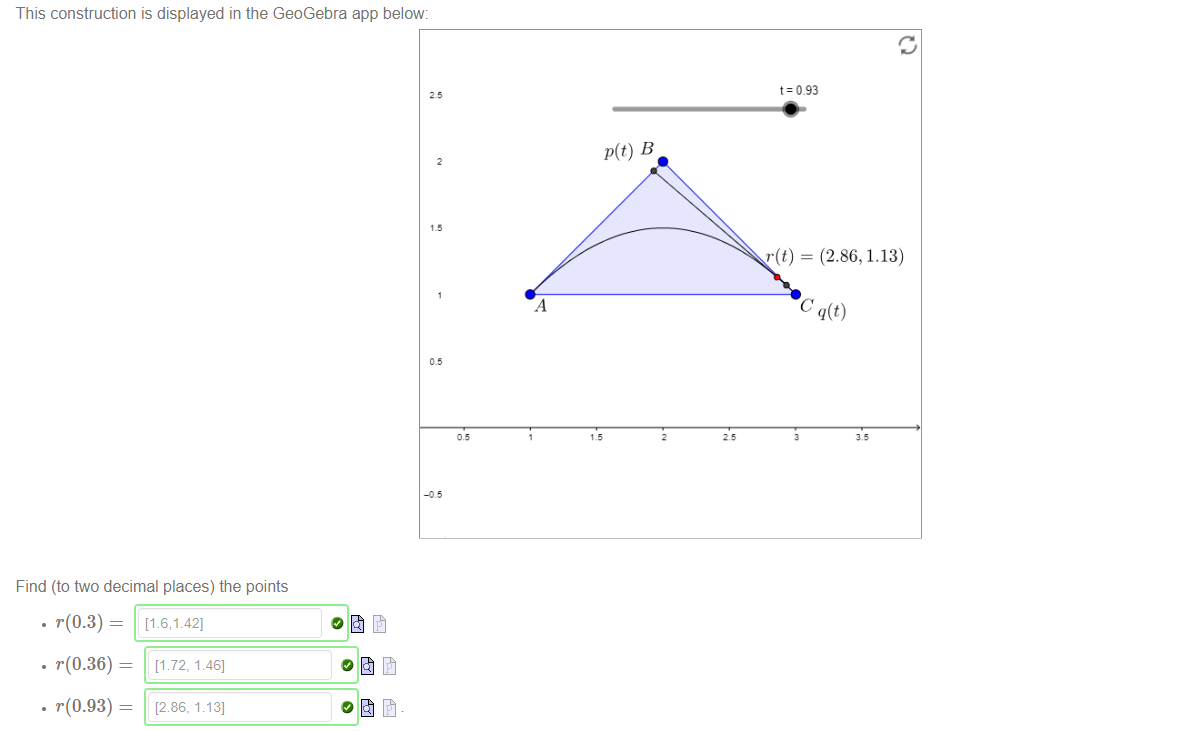 This construction is displayed in the GeoGebra app below:
t = 0.93
2.5
p(t) B
2
1.5
r(t) = (2.86, 1.13)
1
A
C q(t)
0.5
0.5 1 1.5 2 2.5 3 3.5
−0.5
Find (to two decimal places) the points
• r(0.3) = [1.6,1.42]
• r(0.36) = [1.72, 1.46]
• r(0.93) = [2.86, 1.13] .